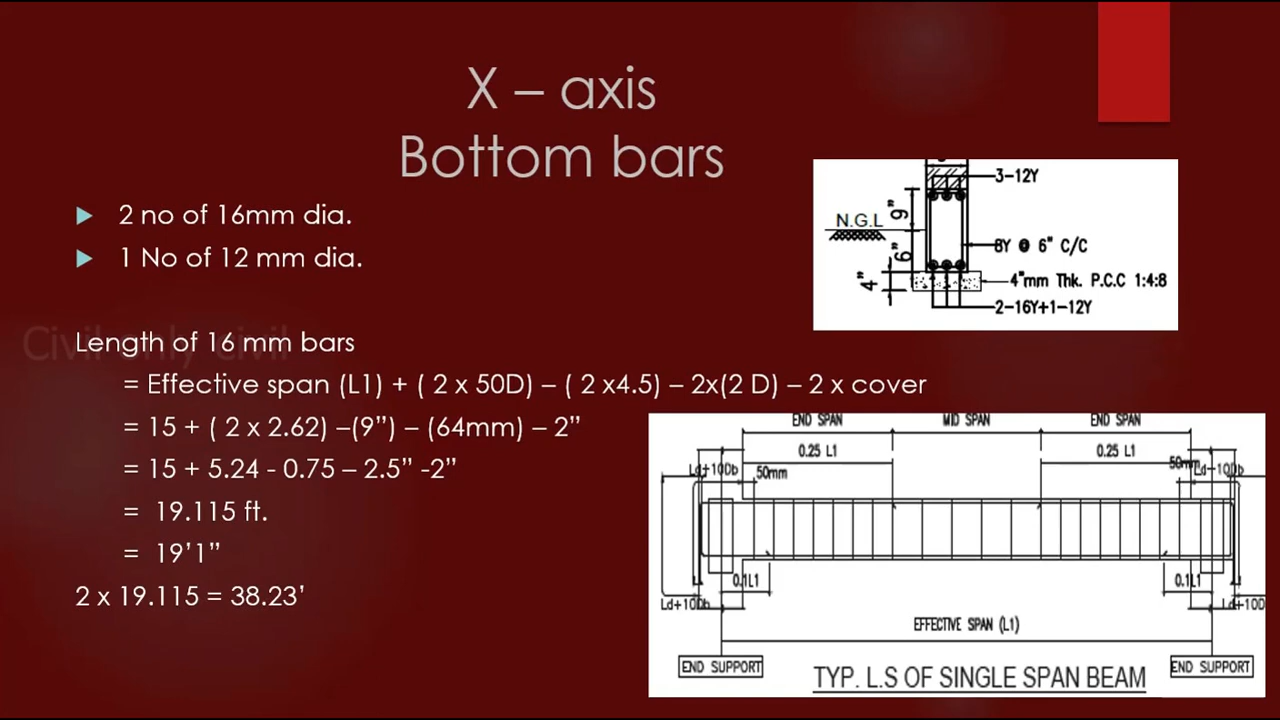 X – axis
Bottom bars
2 no of 16mm dia.
1 No of 12 mm dia.
3-12Y
9"
N.G.L
6"
8Y @ 6" C/C
4"
4"mm Thk. P.C.C 1:4:8
2-16Y+1-12Y
Civil only civil
Length of 16 mm bars
= Effective span (L1) + ( 2 x 50D) – ( 2 x4.5) – 2x(2 D) – 2 x cover
= 15 + ( 2 x 2.62) –(9”) – (64mm) – 2”
= 15 + 5.24 - 0.75 – 2.5” -2”
= 19.115 ft.
= 19’1”
2 x 19.115 = 38.23’
END SPAN MID SPAN END SPAN
0.25 L1 0.25 L1
Ld+10Db 50mm 50mm Ld+10Db
0.1L1 0.1L1
Ld+10Db Ld+10Db
EFFECTIVE SPAN (L1)
END SUPPORT END SUPPORT
TYP. L.S OF SINGLE SPAN BEAM